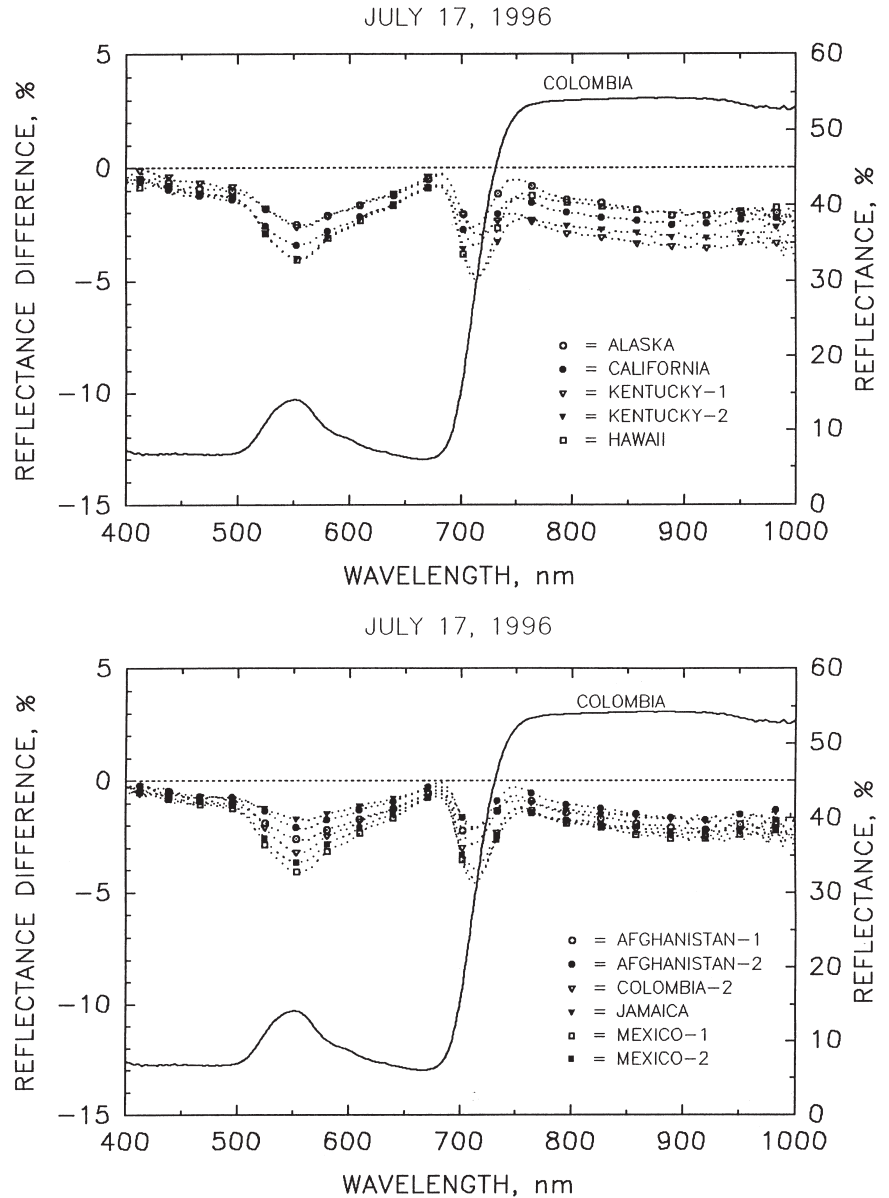 JULY 17, 1996
5
0
−5
−10
−15
REFLECTANCE DIFFERENCE, %
COLOMBIA
60
50
40
30
20
10
0
REFLECTANCE, %
o = ALASKA
● = CALIFORNIA
▽ = KENTUCKY−1
▼ = KENTUCKY−2
□ = HAWAII
400 500 600 700 800 900 1000
WAVELENGTH, nm
JULY 17, 1996
5
0
−5
−10
−15
REFLECTANCE DIFFERENCE, %
COLOMBIA
60
50
40
30
20
10
0
REFLECTANCE, %
o = AFGHANISTAN−1
● = AFGHANISTAN−2
▽ = COLOMBIA−2
▼ = JAMAICA
□ = MEXICO−1
■ = MEXICO−2
400 500 600 700 800 900 1000
WAVELENGTH, nm